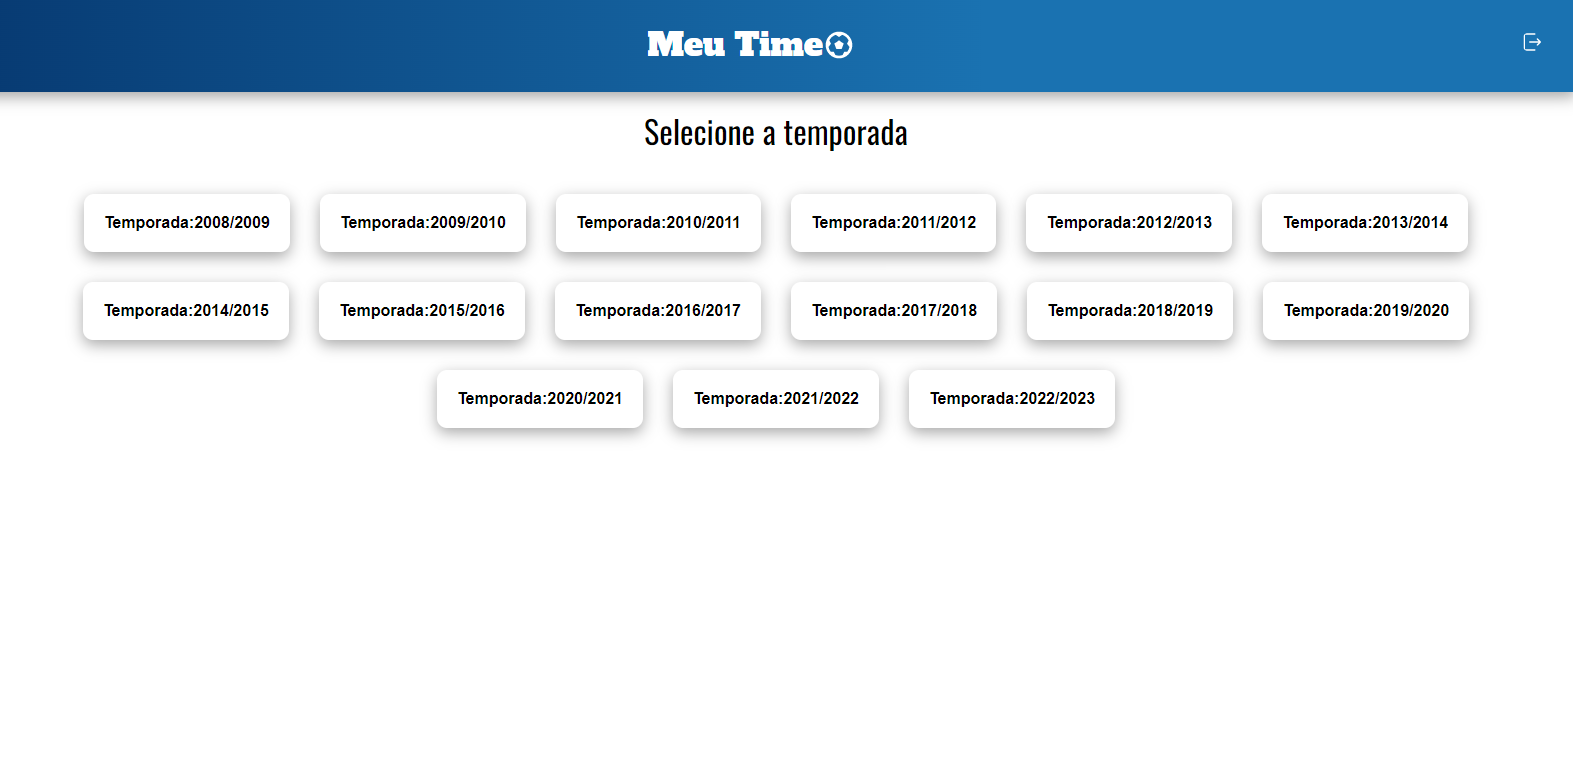 Meu Time
Selecione a temporada
Temporada:2008/2009 Temporada:2009/2010 Temporada:2010/2011 Temporada:2011/2012 Temporada:2012/2013 Temporada:2013/2014
Temporada:2014/2015 Temporada:2015/2016 Temporada:2016/2017 Temporada:2017/2018 Temporada:2018/2019 Temporada:2019/2020
Temporada:2020/2021 Temporada:2021/2022 Temporada:2022/2023